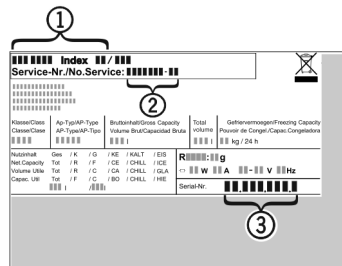 1
Index /
Service-Nr./No.Service: -
2
Klasse/Class Ap-Typ/AP-Type Bruttoinhalt/Gross Capacity Total Gefriervermoegen/Freezing Capacity
Classe/Clase AP-Type/AP-Tipo Volume Brut/Capacidad Bruta volume Pouvoir de Congel./Capac.Congeladora
l l kg / 24 h
Nutzinhalt Ges / K / G / KE / KALT / EIS
Net.Capacity Tot / R / F / CE / CHILL / ICE
Volume Utile Tot / F / C / CA / CHILL / GLA
Capac. Util Tot / F / C / BO / CHILL / HIE
l / l
R : g
W A - V Hz
Serial-Nr.
3